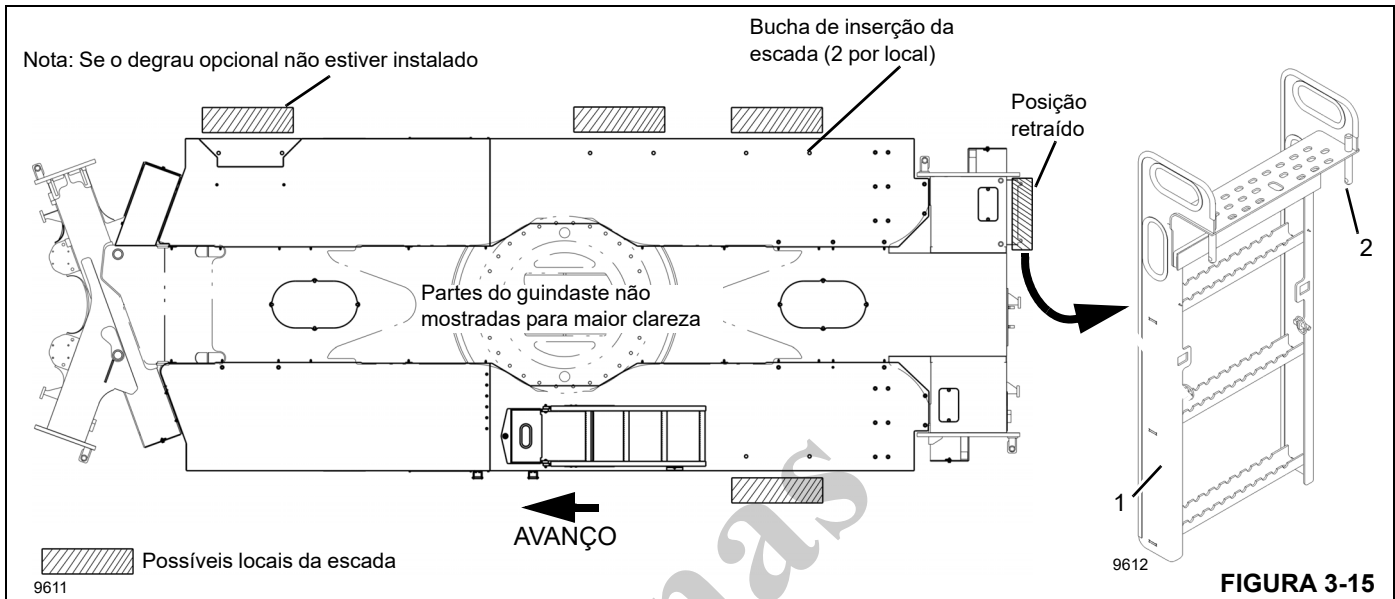 Nota: Se o degrau opcional não estiver instalado
Bucha de inserção da
escada (2 por local)
Posição
retraído
2
Partes do guindaste não
mostradas para maior clareza
1
AVANÇO
Possíveis locais da escada
9611
9612
FIGURA 3-15
nas